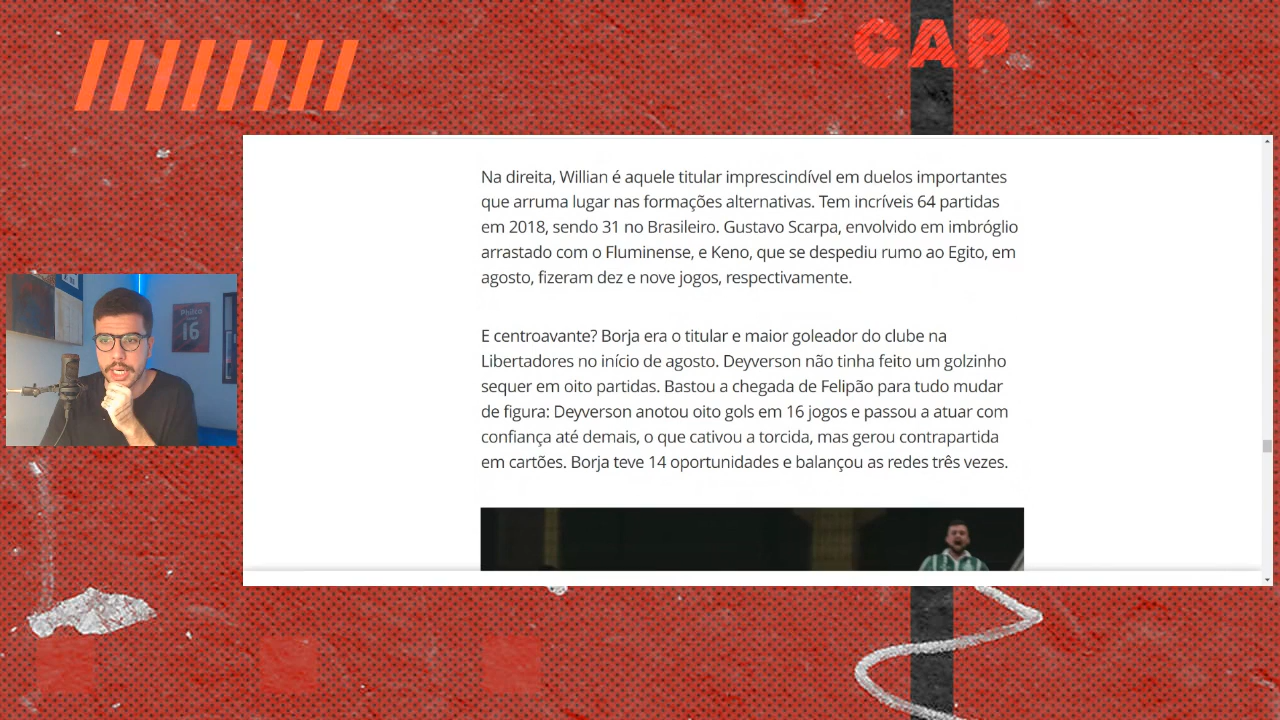 CAP
Na direita, Willian é aquele titular imprescindível em duelos importantes
que arruma lugar nas formações alternativas. Tem incríveis 64 partidas
em 2018, sendo 31 no Brasileiro. Gustavo Scarpa, envolvido em imbróglio
arrastado com o Fluminense, e Keno, que se despediu rumo ao Egito, em
agosto, fizeram dez e nove jogos, respectivamente.
E centroavante? Borja era o titular e maior goleador do clube na
Libertadores no início de agosto. Deyverson não tinha feito um golzinho
sequer em oito partidas. Bastou a chegada de Felipão para tudo mudar
de figura: Deyverson anotou oito gols em 16 jogos e passou a atuar com
confiança até demais, o que cativou a torcida, mas gerou contrapartida
em cartões. Borja teve 14 oportunidades e balançou as redes três vezes.
16